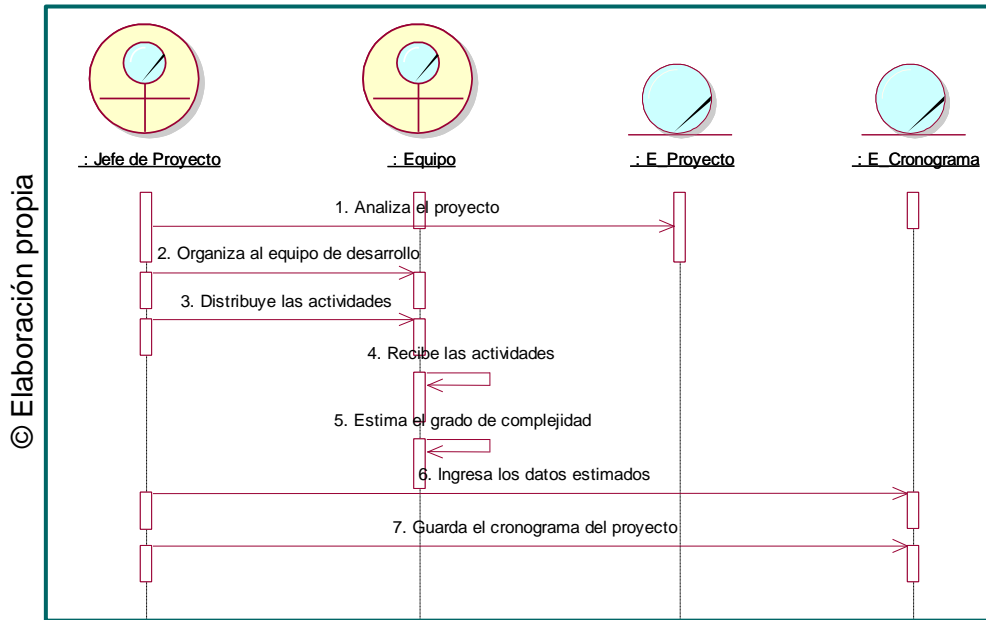 © Elaboración propia
: Jefe de Proyecto
: Equipo
: E_Proyecto
: E_Cronograma
1. Analiza el proyecto
2. Organiza al equipo de desarrollo
3. Distribuye las actividades
4. Recibe las actividades
5. Estima el grado de complejidad
6. Ingresa los datos estimados
7. Guarda el cronograma del proyecto